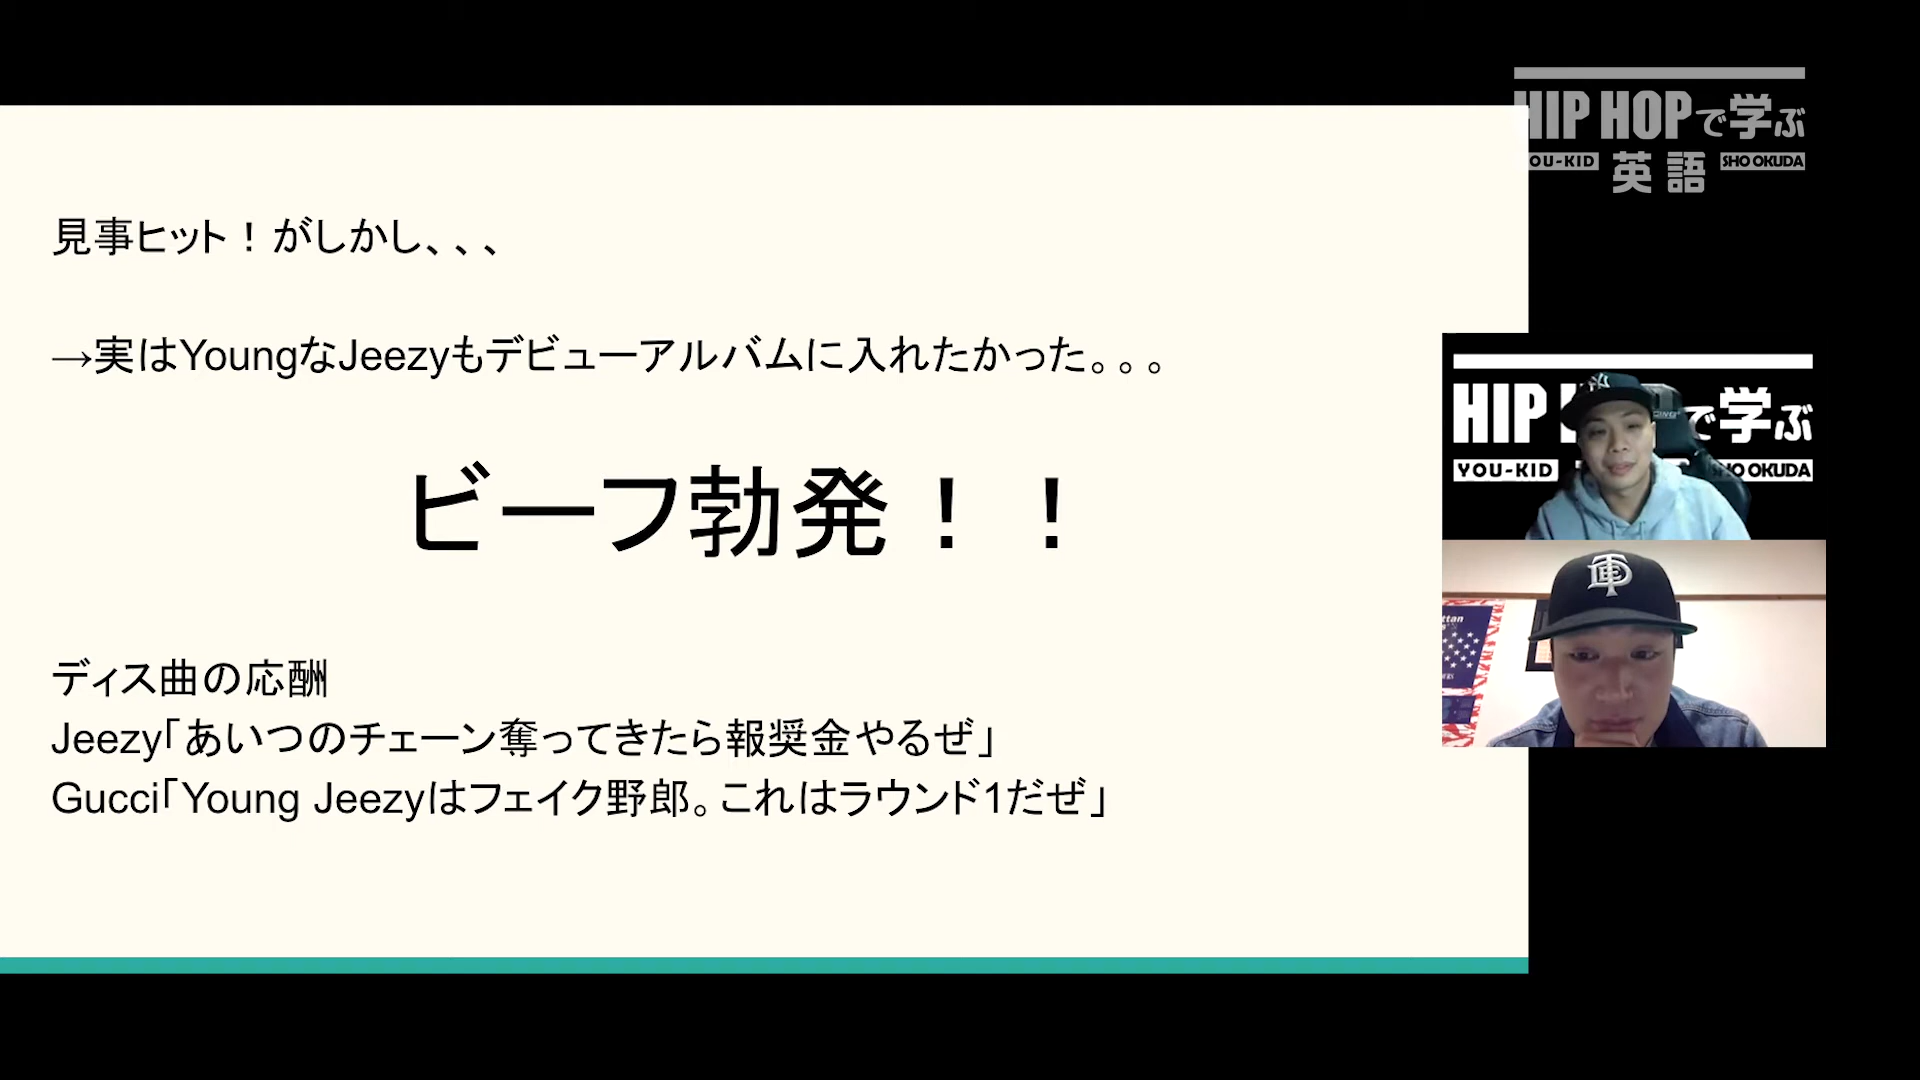 HIP HOPで学ぶ
OU-KID 英語 SHO OKUDA
見事ヒット！がしかし、、、
→実はYoungなJeezyもデビューアルバムに入れたかった。。。
ビーフ勃発！！
ディス曲の応酬
Jeezy「あいつのチェーン奪ってきたら報奨金やるぜ」
Gucci「Young Jeezyはフェイク野郎。これはラウンド1だぜ」
HIP で学ぶ
YOU-KID HO OKUDA